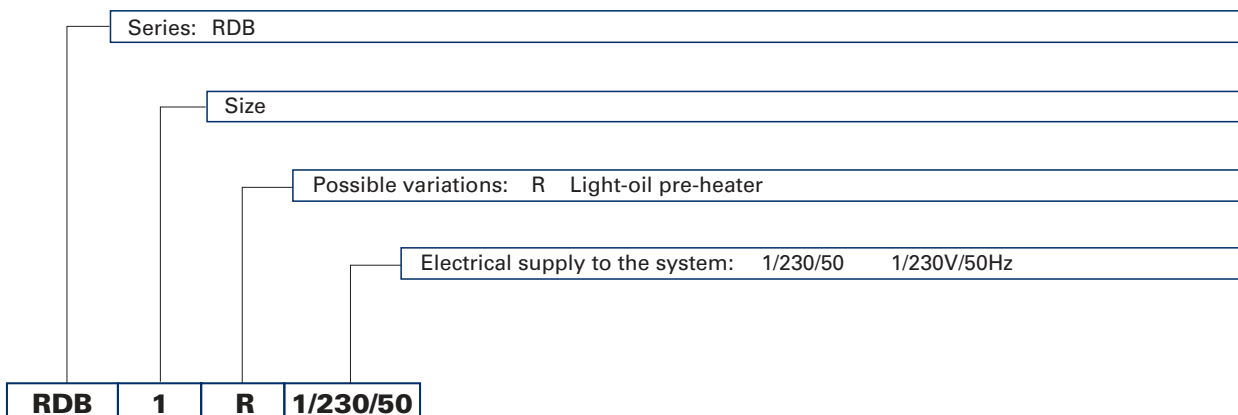 Series: RDB
Size
Possible variations: R Light-oil pre-heater
Electrical supply to the system: 1/230/50 1/230V/50Hz
RDB 1 R 1/230/50